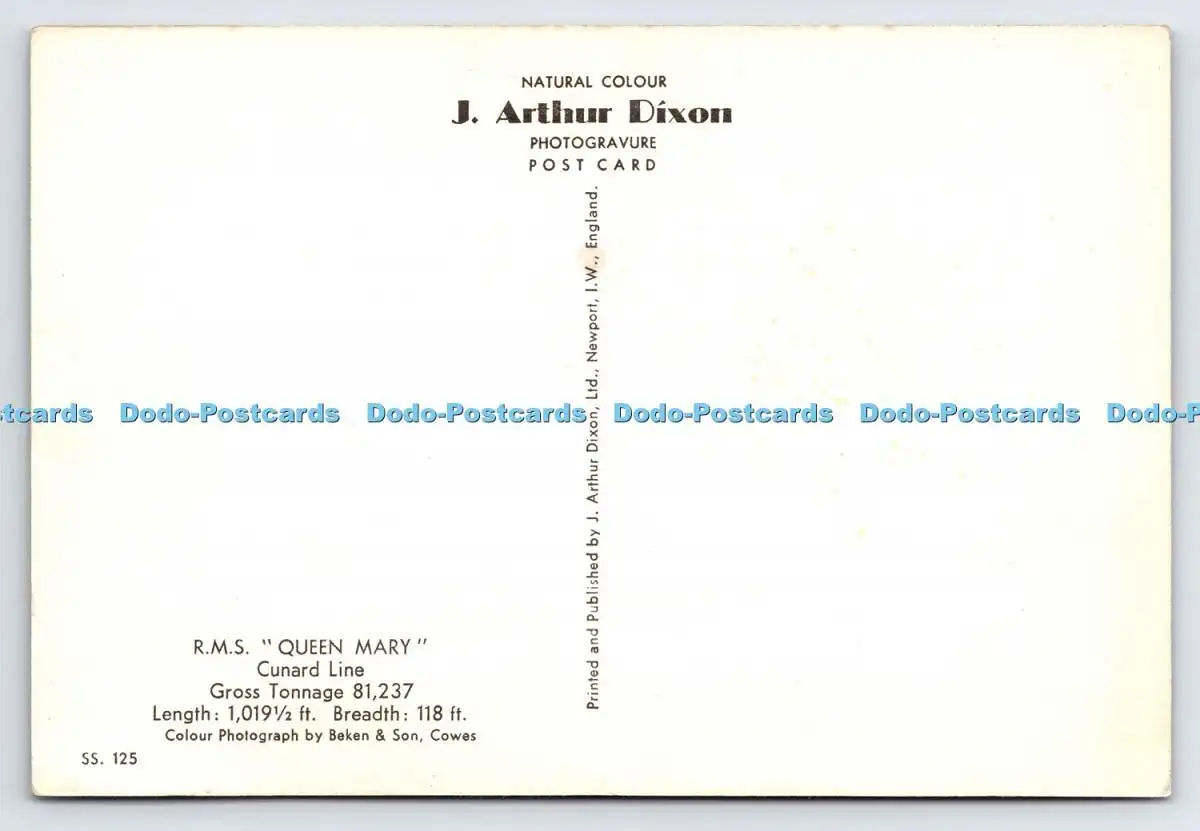 NATURAL COLOUR
J. Arthur Dixon
PHOTOGRAVURE
POST CARD
Printed and Published by J. Arthur Dixon, Ltd., Newport, I.W., England.
tcards Dodo-Postcards Dodo-Postcards Dodo-Postcards Dodo-Postcards Dodo-P
R.M.S. "QUEEN MARY"
Cunard Line
Gross Tonnage 81,237
Length: 1,019½ ft. Breadth: 118 ft.
Colour Photograph by Beken & Son, Cowes
SS. 125